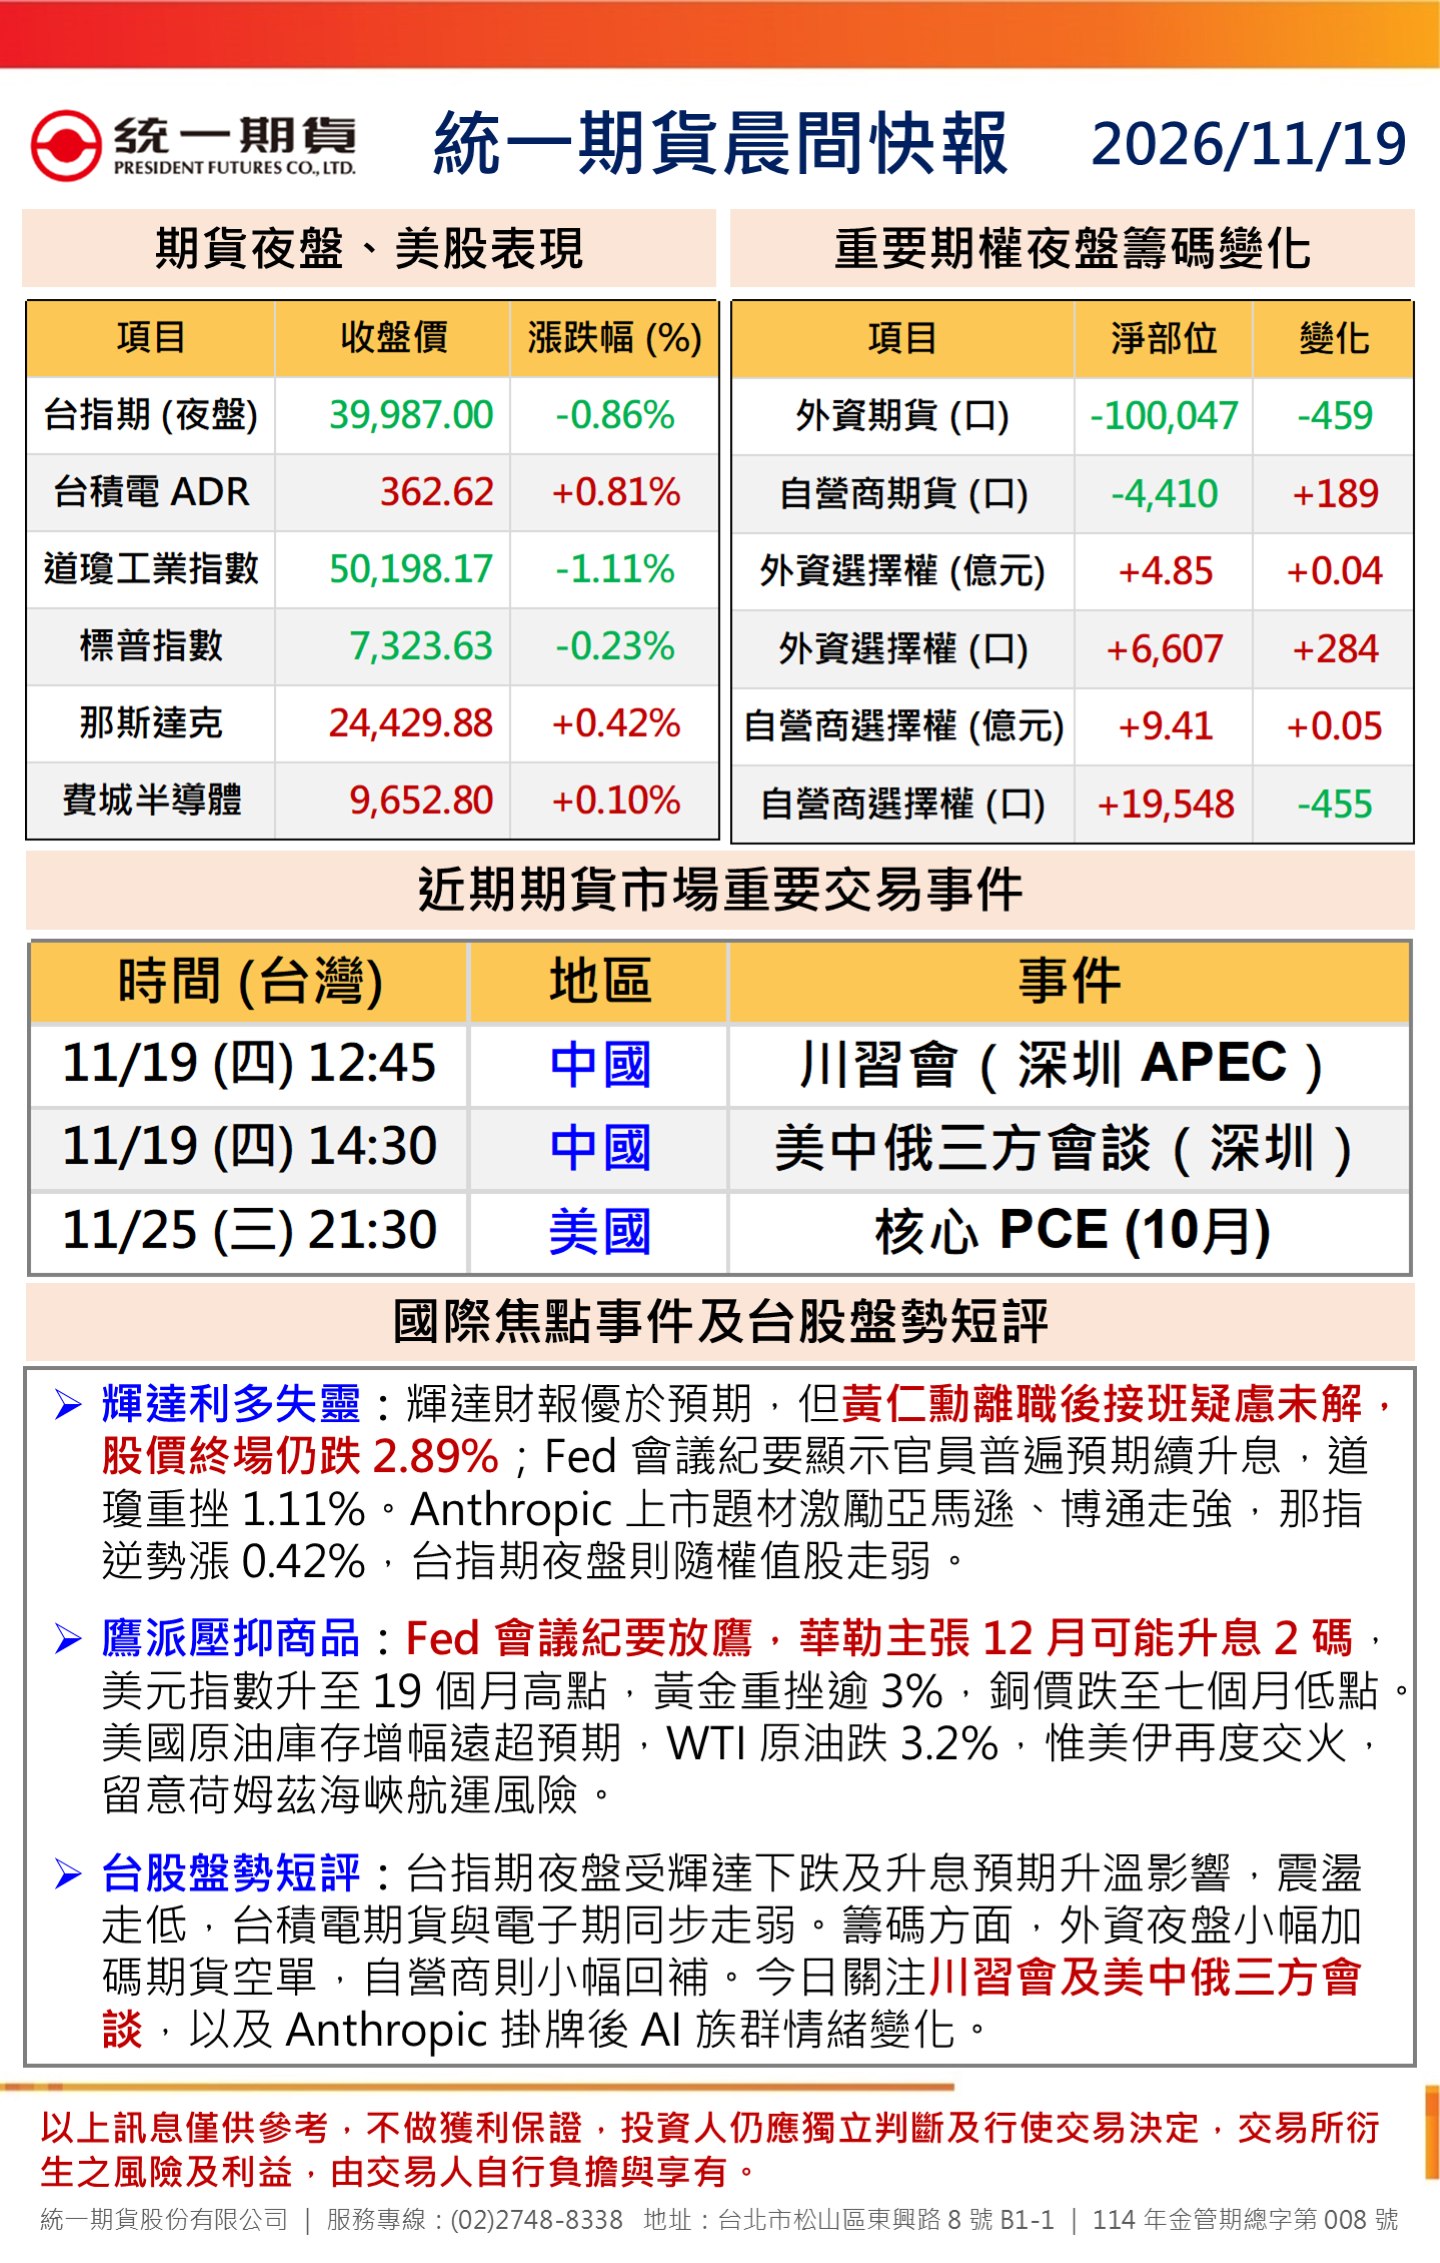 統一期貨
PRESIDENT FUTURES CO., LTD.
統一期貨晨間快報
2026/11/19
期貨夜盤、美股表現
項目 收盤價 漲跌幅 (%)
台指期 (夜盤) 39,987.00 -0.86%
台積電 ADR 362.62 +0.81%
道瓊工業指數 50,198.17 -1.11%
標普指數 7,323.63 -0.23%
那斯達克 24,429.88 +0.42%
費城半導體 9,652.80 +0.10%
重要期權夜盤籌碼變化
項目 淨部位 變化
外資期貨 (口) -100,047 -459
自營商期貨 (口) -4,410 +189
外資選擇權 (億元) +4.85 +0.04
外資選擇權 (口) +6,607 +284
自營商選擇權 (億元) +9.41 +0.05
自營商選擇權 (口) +19,548 -455
近期期貨市場重要交易事件
時間 (台灣) 地區 事件
11/19 (四) 12:45 中國 川習會（深圳 APEC）
11/19 (四) 14:30 中國 美中俄三方會談（深圳）
11/25 (三) 21:30 美國 核心 PCE (10月)
國際焦點事件及台股盤勢短評
➢ 輝達利多失靈：輝達財報優於預期，但黃仁勳離職後接班疑慮未解，
股價終場仍跌 2.89%；Fed 會議紀要顯示官員普遍預期續升息，道
瓊重挫 1.11%。Anthropic 上市題材激勵亞馬遜、博通走強，那指
逆勢漲 0.42%，台指期夜盤則隨權值股走弱。
➢ 鷹派壓抑商品：Fed 會議紀要放鷹，華勒主張 12 月可能升息 2 碼，
美元指數升至 19 個月高點，黃金重挫逾 3%，銅價跌至七個月低點。
美國原油庫存增幅遠超預期，WTI 原油跌 3.2%，惟美伊再度交火，
留意荷姆茲海峽航運風險。
➢ 台股盤勢短評：台指期夜盤受輝達下跌及升息預期升溫影響，震盪
走低，台積電期貨與電子期同步走弱。籌碼方面，外資夜盤小幅加
碼期貨空單，自營商則小幅回補。今日關注川習會及美中俄三方會
談，以及 Anthropic 掛牌後 AI 族群情緒變化。
以上訊息僅供參考，不做獲利保證，投資人仍應獨立判斷及行使交易決定，交易所衍
生之風險及利益，由交易人自行負擔與享有。
統一期貨股份有限公司 | 服務專線：(02)2748-8338 地址：台北市松山區東興路 8 號 B1-1 | 114 年金管期總字第 008 號